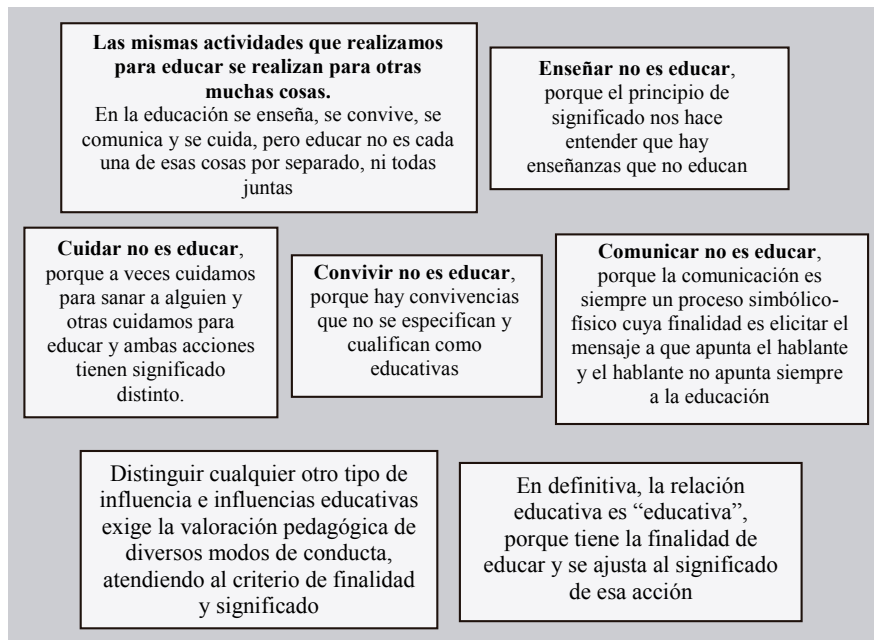 Las mismas actividades que realizamos
para educar se realizan para otras
muchas cosas.
En la educación se enseña, se convive, se
comunica y se cuida, pero educar no es cada
una de esas cosas por separado, ni todas
juntas
Enseñar no es educar,
porque el principio de
significado nos hace
entender que hay
enseñanzas que no educan
Cuidar no es educar,
porque a veces cuidamos
para sanar a alguien y
otras cuidamos para
educar y ambas acciones
tienen significado
distinto.
Convivir no es educar,
porque hay convivencias
que no se especifican y
cualifican como
educativas
Comunicar no es educar,
porque la comunicación es
siempre un proceso simbólico-
físico cuya finalidad es elicitar el
mensaje a que apunta el hablante
y el hablante no apunta siempre
a la educación
Distinguir cualquier otro tipo de
influencia e influencias educativas
exige la valoración pedagógica de
diversos modos de conducta,
atendiendo al criterio de finalidad
y significado
En definitiva, la relación
educativa es “educativa”,
porque tiene la finalidad de
educar y se ajusta al significado
de esa acción